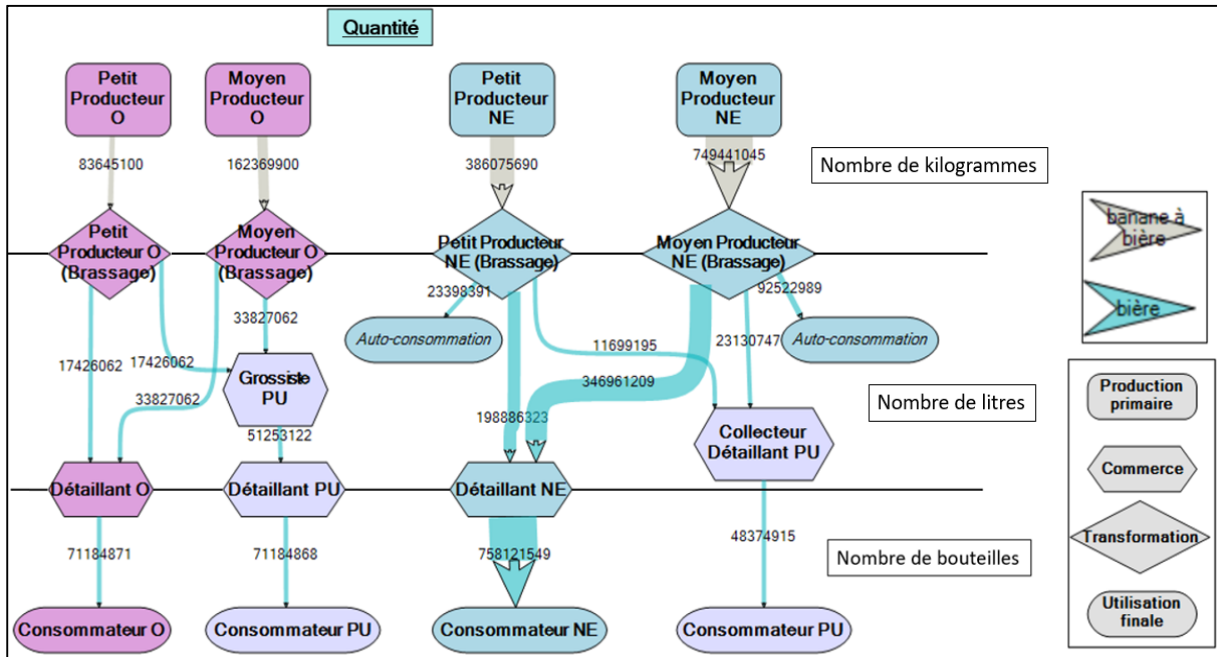 Quantité
Petit
Producteur
O
Moyen
Producteur
O
Petit
Producteur
NE
Moyen
Producteur
NE
83645100
162369900
386075690
749441045
Nombre de kilogrammes
banane à
bière
bière
Petit
Producteur O
(Brassage)
Moyen
Producteur O
(Brassage)
Petit Producteur
NE (Brassage)
Moyen Producteur
NE (Brassage)
23398391
92522989
33827062
Auto-consommation
11699195
23130747
Auto-consommation
17426062
17426062
Grossiste
PU
346961209
33827062
198886323
Nombre de litres
51253122
Collecteur
Détaillant PU
Détaillant O
Détaillant PU
Détaillant NE
71184871
71184868
758121549
48374915
Nombre de bouteilles
Consommateur O
Consommateur PU
Consommateur NE
Consommateur PU
Production
primaire
Commerce
Transformation
Utilisation
finale